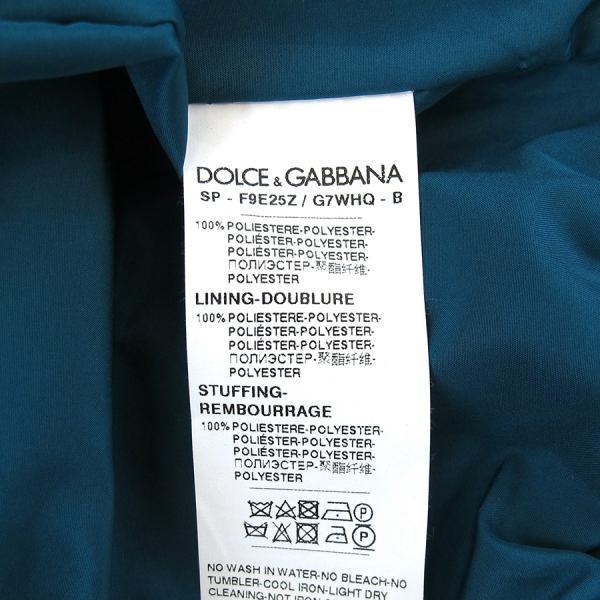 DOLCE & GABBANA
SP - F9E25Z / G7WHQ - B
100% POLIESTERE-POLYESTER-
POLIÉSTER-POLYESTER-
POLIÉSTER-POLYESTER-
ПОЛИЭСТЕР-聚酯纤维-
POLYESTER
LINING-DOUBLURE
100% POLIESTERE-POLYESTER-
POLIÉSTER-POLYESTER-
POLIÉSTER-POLYESTER-
ПОЛИЭСТЕР-聚酯纤维-
POLYESTER
STUFFING-
REMBOURRAGE
100% POLIESTERE-POLYESTER-
POLIÉSTER-POLYESTER-
POLIÉSTER-POLYESTER-
ПОЛИЭСТЕР-聚酯纤维-
POLYESTER
P
P
NO WASH IN WATER-NO BLEACH-NO
TUMBLER-COOL IRON-LIGHT DRY
CLEANING-NOT IRON